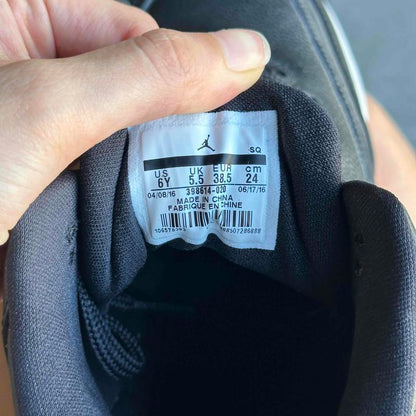 SQ
US UK EUR cm
6Y 5.5 38.5 24
04/08/16 398614-020 06/17/16
MADE IN CHINA
FABRIQUE EN CHINE